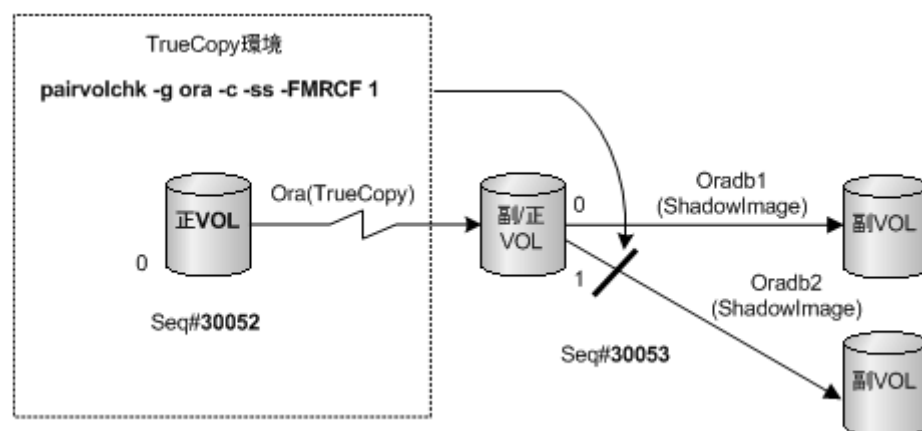 TrueCopy環境
pairvolchk -g ora -c -ss -FMRCF 1
Ora(TrueCopy)
正VOL
0
Seq#30052
副/正
VOL
0
1
Seq#30053
Oradb1
(ShadowImage)
副VOL
Oradb2
(ShadowImage)
副VOL